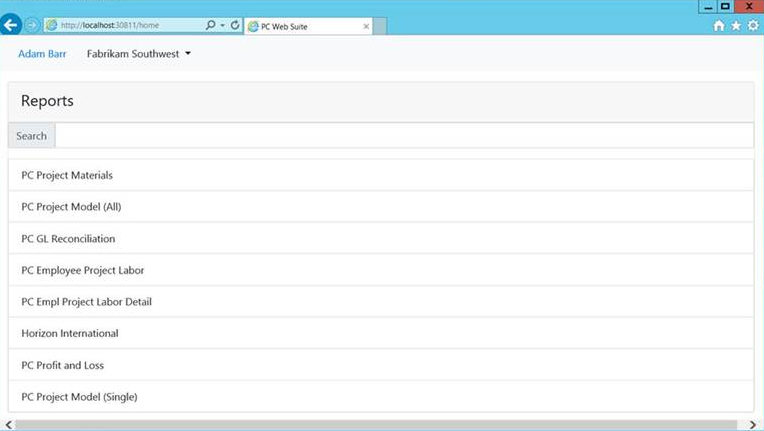 http://localhost:30811/home
PC Web Suite
Adam Barr Fabrikam Southwest
Reports
Search
PC Project Materials
PC Project Model (All)
PC GL Reconciliation
PC Employee Project Labor
PC Empl Project Labor Detail
Horizon International
PC Profit and Loss
PC Project Model (Single)